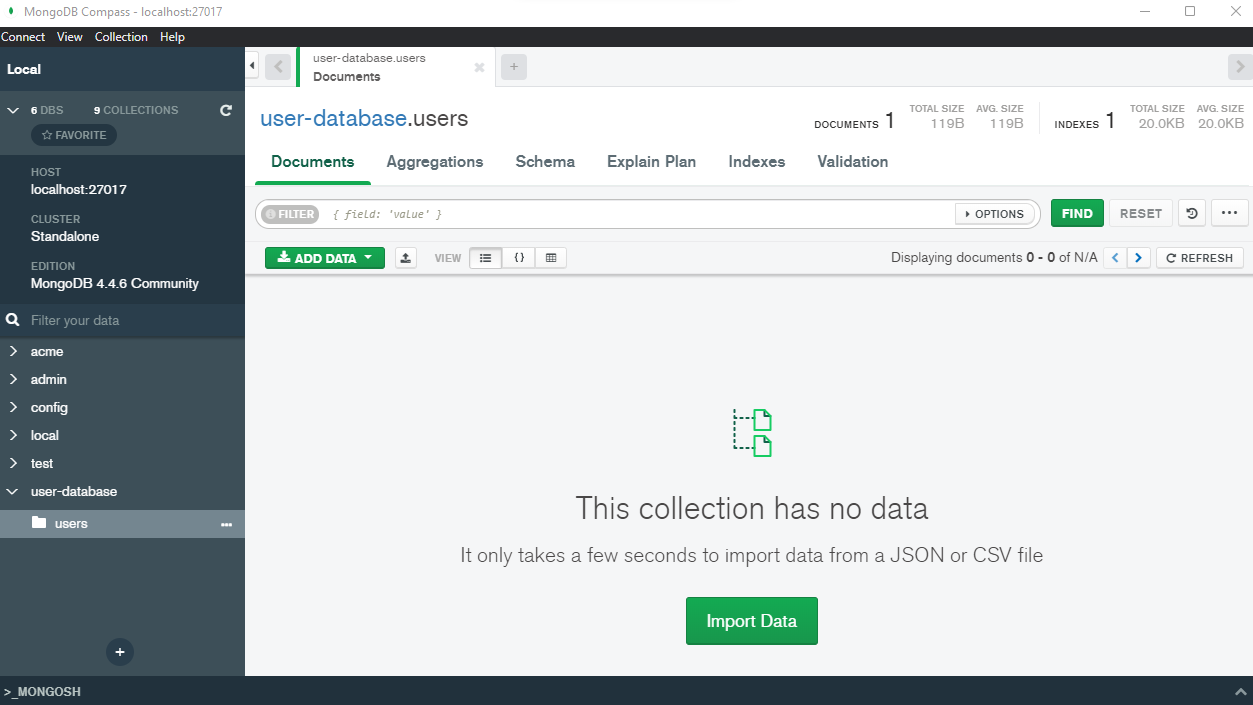 MongoDB Compass - localhost:27017
Connect View Collection Help
Local
6 DBS 9 COLLECTIONS
FAVORITE
HOST
localhost:27017
CLUSTER
Standalone
EDITION
MongoDB 4.4.6 Community
Filter your data
acme
admin
config
local
test
user-database
users
user-database.users
Documents
user-database.users
DOCUMENTS 1
TOTAL SIZE
119B
AVG. SIZE
119B
INDEXES 1
TOTAL SIZE
20.0KB
AVG. SIZE
20.0KB
Documents Aggregations Schema Explain Plan Indexes Validation
FILTER { field: 'value' } OPTIONS FIND RESET
ADD DATA VIEW {} Displaying documents 0 - 0 of N/A REFRESH
This collection has no data
It only takes a few seconds to import data from a JSON or CSV file
Import Data
>_MONGOSH